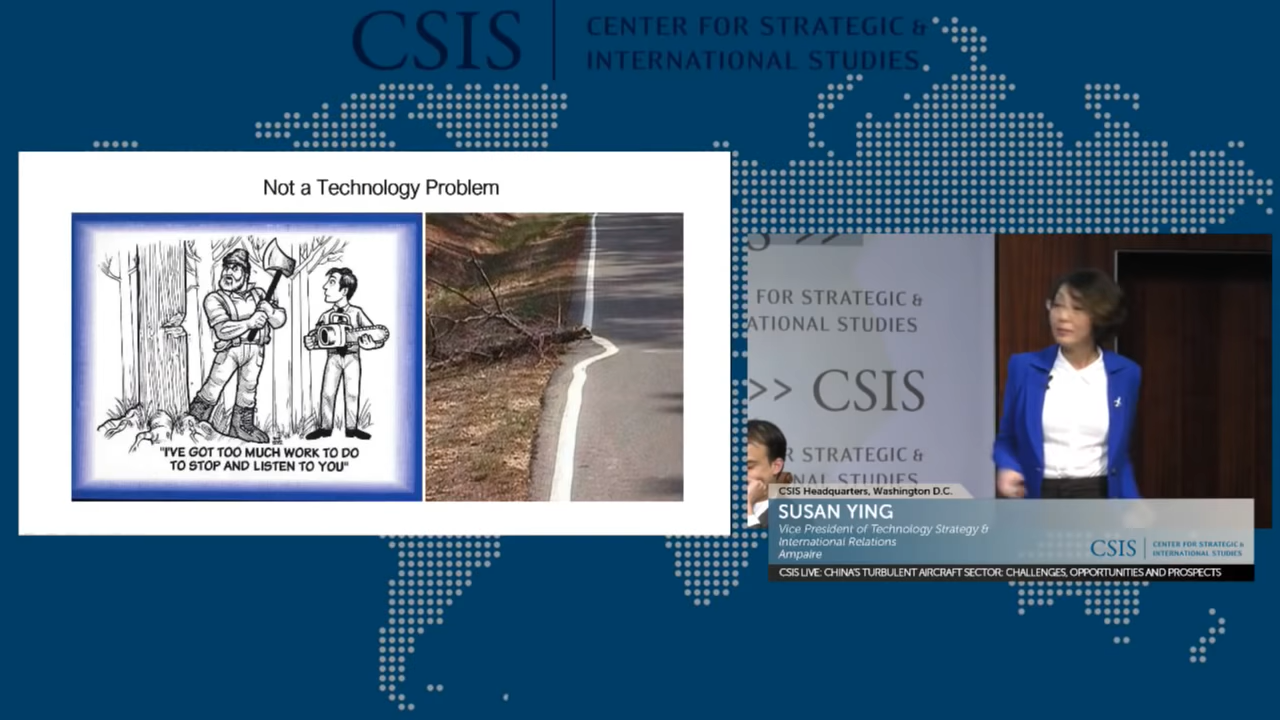 CSIS
CENTER FOR STRATEGIC &
INTERNATIONAL STUDIES
Not a Technology Problem
"I'VE GOT TOO MUCH WORK TO DO
TO STOP AND LISTEN TO YOU"
FOR STRATEGIC &
ATIONAL STUDIES
>> CSIS
R STRATEGIC &
NAL STUDIES
CSIS Headquarters, Washington D.C.
SUSAN YING
Vice President of Technology Strategy &
International Relations
Ampaire
CSIS
CENTER FOR STRATEGIC &
INTERNATIONAL STUDIES
CSIS LIVE: CHINA'S TURBULENT AIRCRAFT SECTOR: CHALLENGES, OPPORTUNITIES AND PROSPECTS